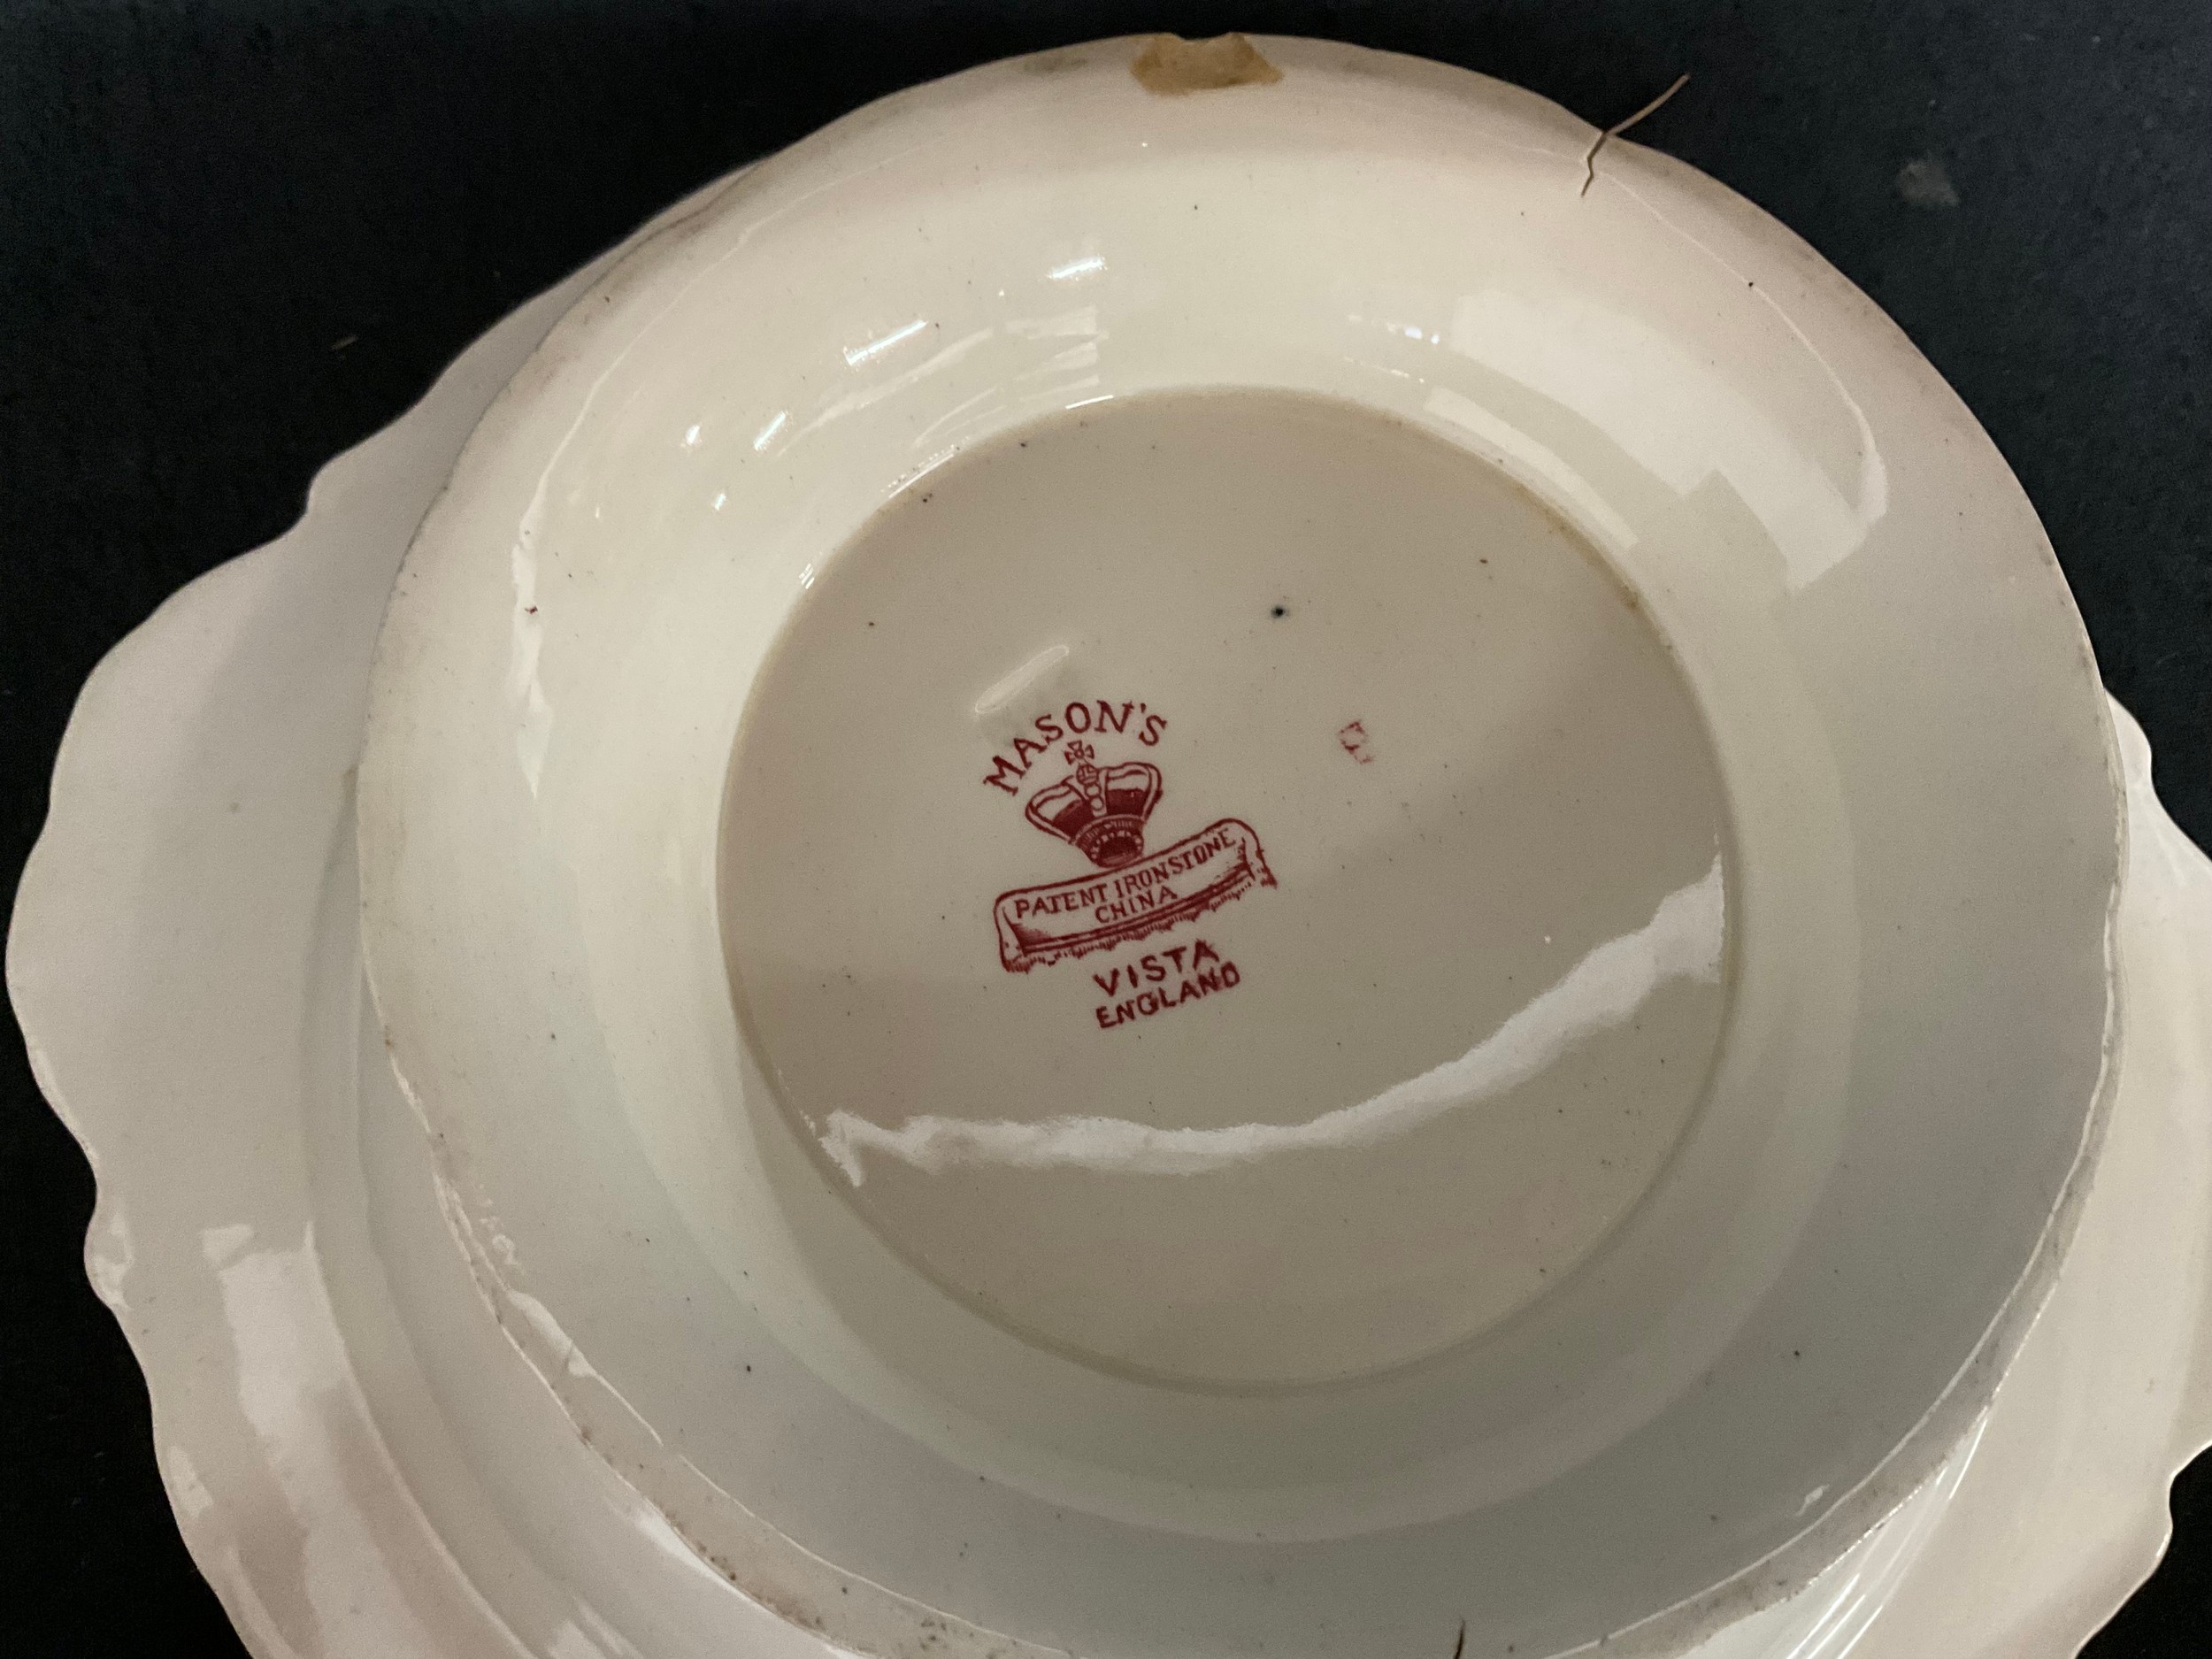 MASON'S
PATENT IRONSTONE
CHINA
VISTA
ENGLAND